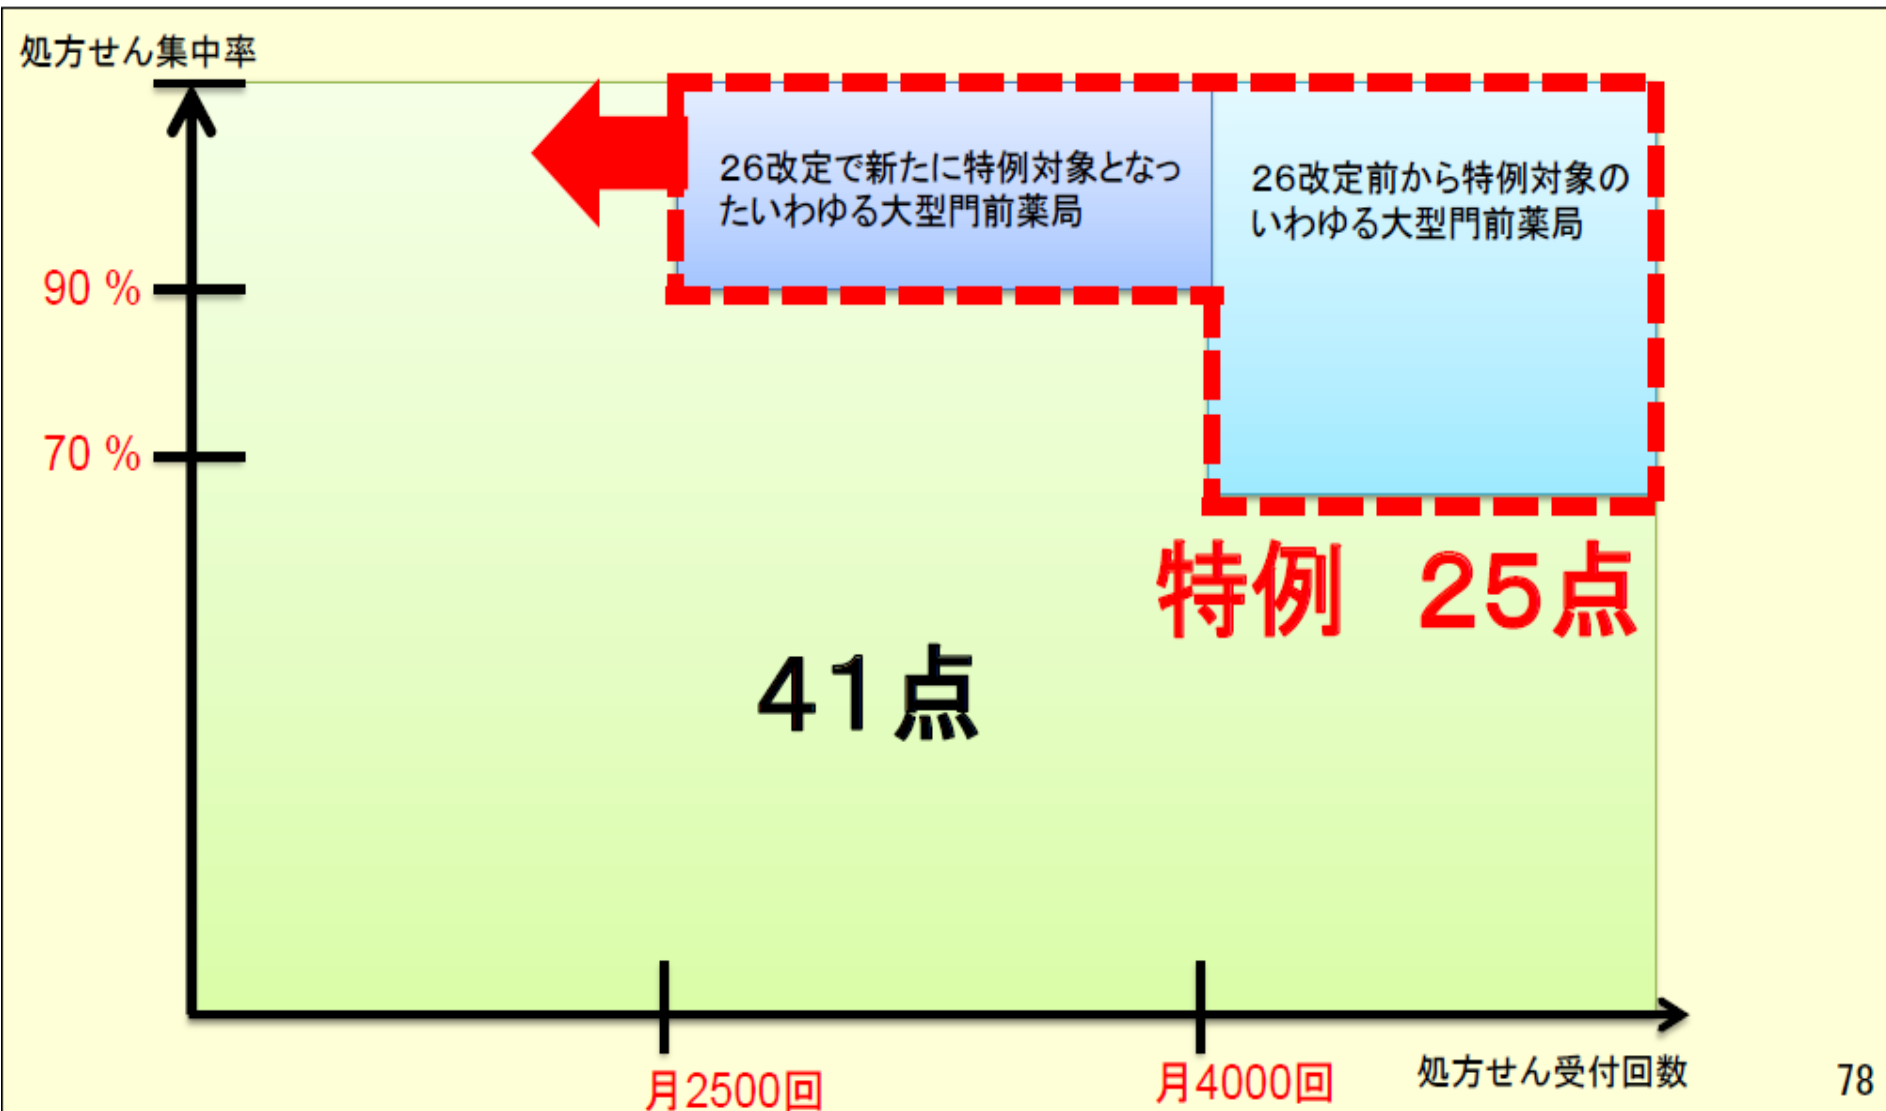 処方せん集中率
26改定で新たに特例対象となっ
たいわゆる大型門前薬局
26改定前から特例対象の
いわゆる大型門前薬局
90 %
70 %
特例 25点
41点
月2500回
月4000回
処方せん受付回数
78